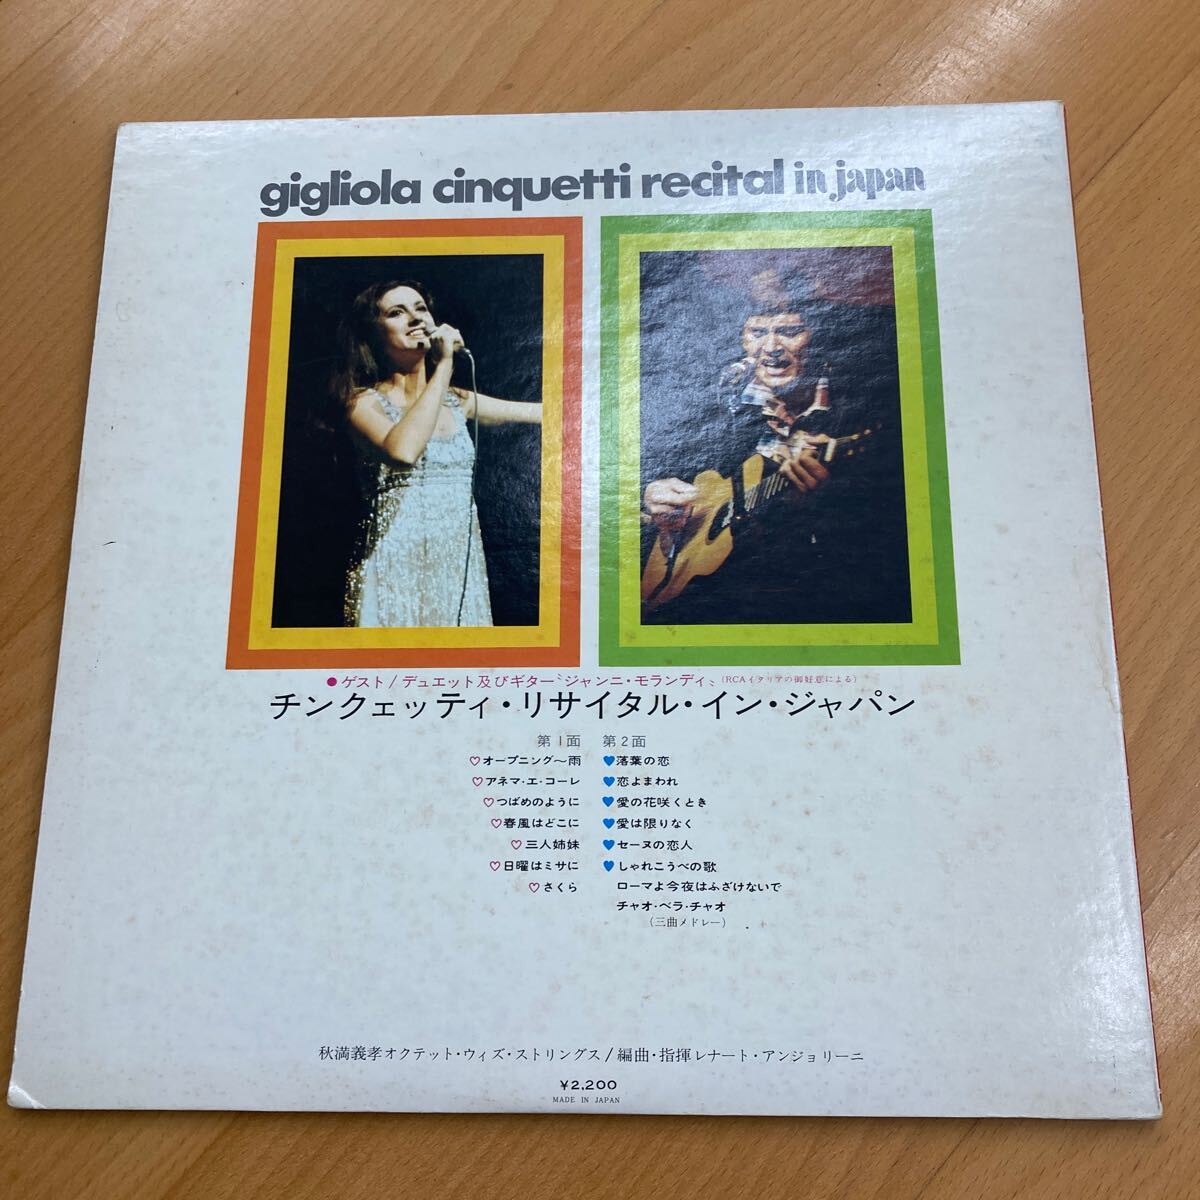 gigliola cinquetti recital in japan
●ゲスト/デュエット及びギター〝ジャンニ・モランディ〟(RCAイタリアの御好意による)
チンクェッティ・リサイタル・イン・ジャパン
第1面
♡オープニング〜雨
♡アネマ・エ・コーレ
♡つばめのように
♡春風はどこに
♡三人姉妹
♡日曜はミサに
♡さくら
第2面
♥落葉の恋
♥恋よまわれ
♥愛の花咲くとき
♥愛は限りなく
♥セーヌの恋人
♥しゃれこうべの歌
ローマよ今夜はふざけないで
チャオ・ベラ・チャオ
(三曲メドレー)
秋満義孝オクテット・ウィズ・ストリングス/編曲・指揮レナート・アンジョリーニ
¥2,200
MADE IN JAPAN